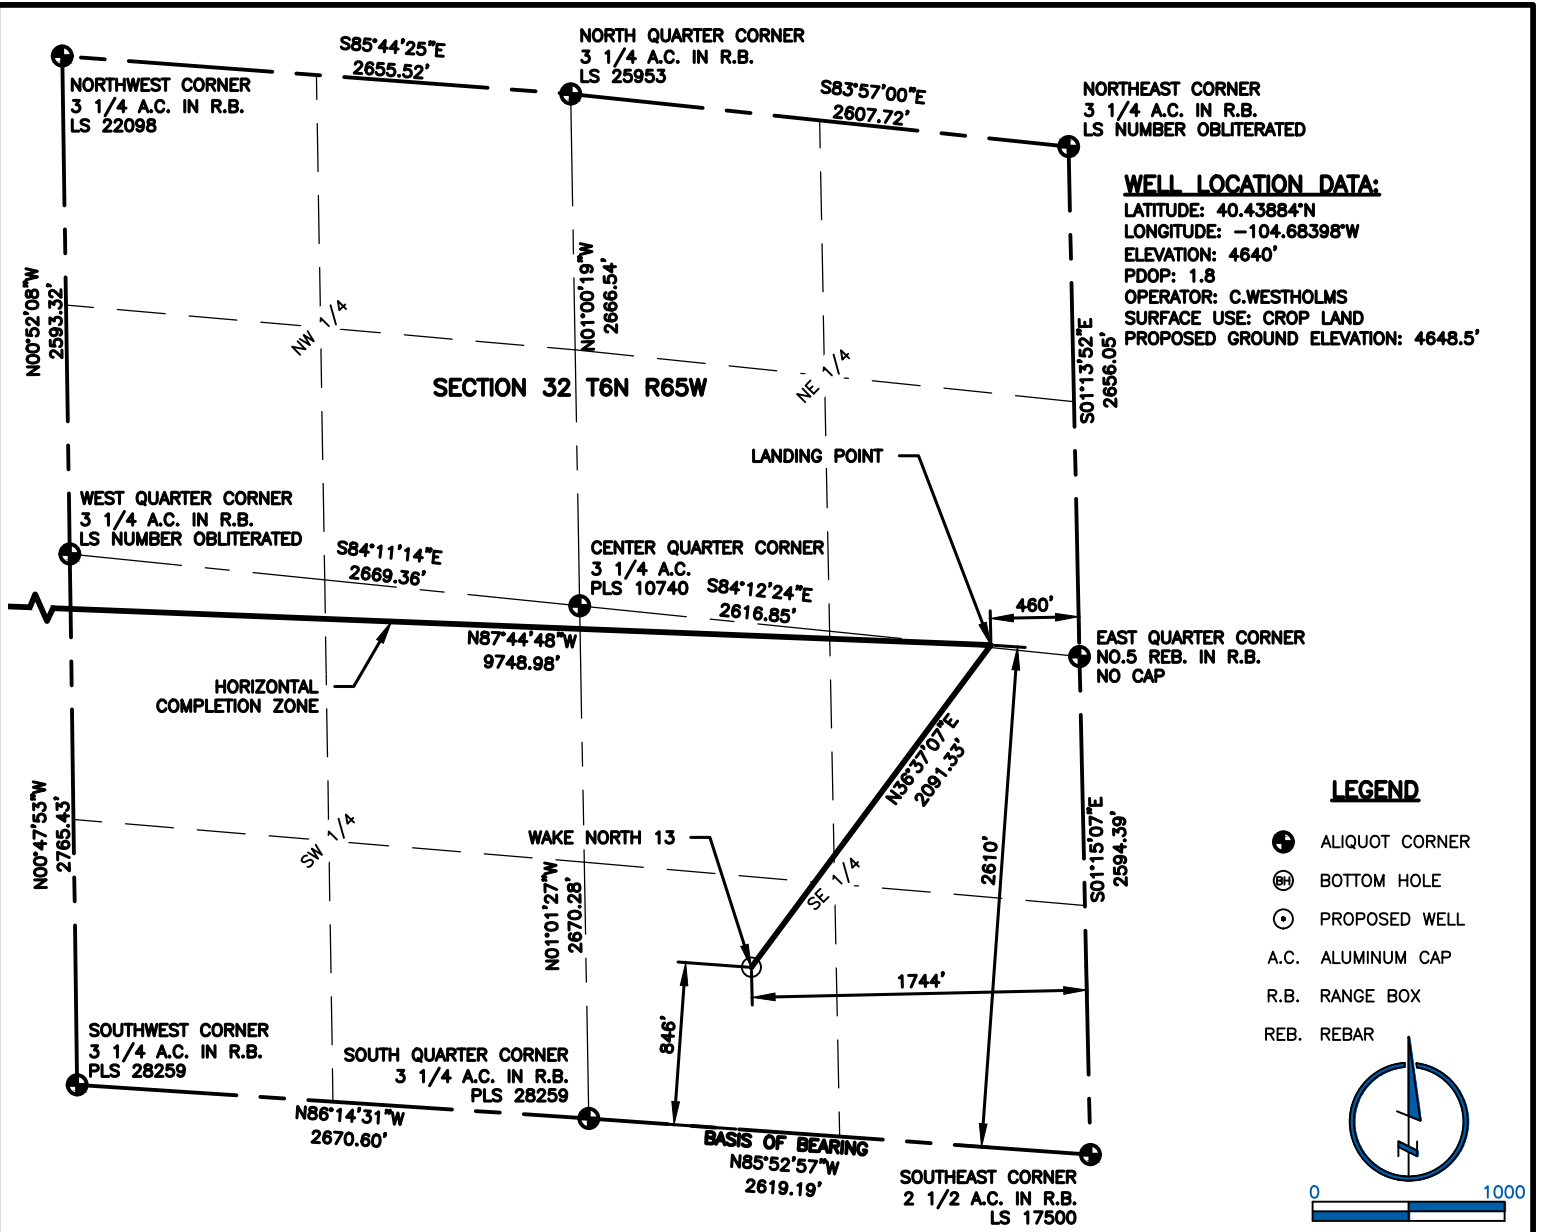 S85°44'25"E
2655.52'
NORTH QUARTER CORNER
3 1/4 A.C. IN R.B.
LS 25953
NORTHWEST CORNER
3 1/4 A.C. IN R.B.
LS 22098
S83°57'00"E
2607.72'
NORTHEAST CORNER
3 1/4 A.C. IN R.B.
LS NUMBER OBLITERATED
WELL LOCATION DATA:
LATITUDE: 40.43884°N
LONGITUDE: -104.68398°W
ELEVATION: 4640'
PDOP: 1.8
OPERATOR: C.WESTHOLMS
SURFACE USE: CROP LAND
PROPOSED GROUND ELEVATION: 4648.5'
N00°52'08"W
2593.32'
NW 1/4
N01°00'19"W
2666.54'
NE 1/4
S01°13'52"E
2656.05'
SECTION 32 T6N R65W
LANDING POINT
WEST QUARTER CORNER
3 1/4 A.C. IN R.B.
LS NUMBER OBLITERATED
S84°11'14"E
2669.36'
CENTER QUARTER CORNER
3 1/4 A.C.
PLS 10740
S84°12'24"E
2616.85'
460'
EAST QUARTER CORNER
NO.5 REB. IN R.B.
NO CAP
N87°44'48"W
9748.98'
HORIZONTAL
COMPLETION ZONE
N36°37'07"E
2091.33'
N00°47'53"W
2765.43'
SW 1/4
WAKE NORTH 13
N01°01'27"W
2670.28'
SE 1/4
2610'
S01°15'07"E
2594.39'
1744'
846'
SOUTHWEST CORNER
3 1/4 A.C. IN R.B.
PLS 28259
SOUTH QUARTER CORNER
3 1/4 A.C. IN R.B.
PLS 28259
N86°14'31"W
2670.60'
BASIS OF BEARING
N85°52'57"W
2619.19'
SOUTHEAST CORNER
2 1/2 A.C. IN R.B.
LS 17500
LEGEND
ALIQUOT CORNER
BH BOTTOM HOLE
PROPOSED WELL
A.C. ALUMINUM CAP
R.B. RANGE BOX
REB. REBAR
N
0 1000